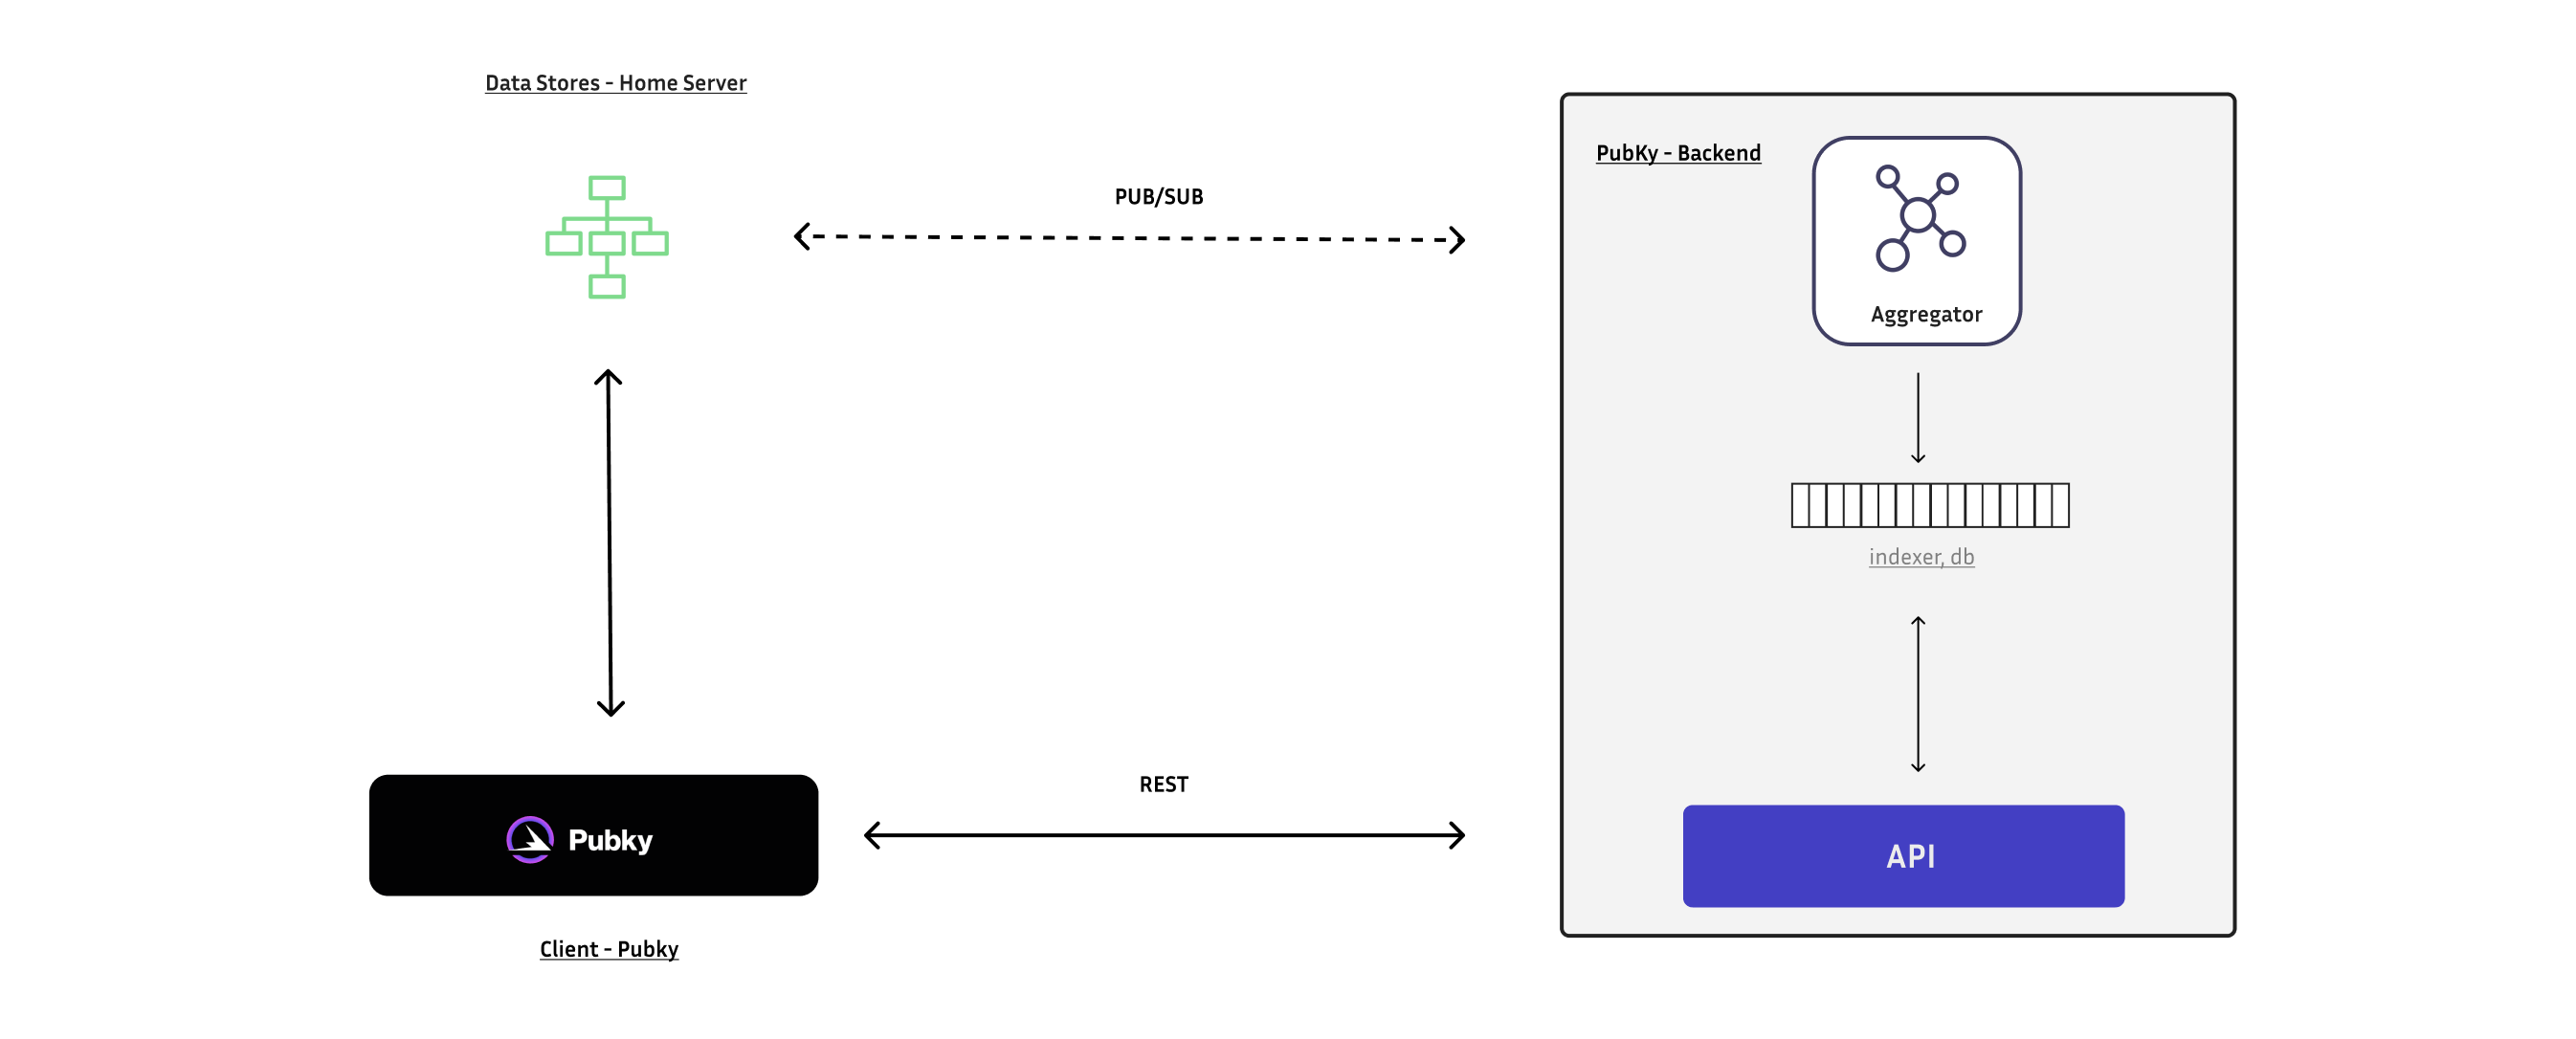 Data Stores - Home Server
PUB/SUB
PubKy - Backend
Aggregator
indexer, db
REST
Pubky
API
Client - Pubky